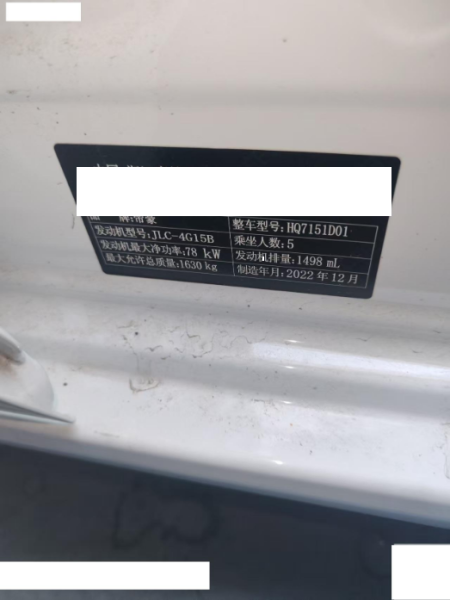 品 牌:帝豪
整车型号:HQ7151D01
发动机型号:JLC-4G15B
乘坐人数:5
发动机最大净功率:78 kW
发动机排量:1498 mL
最大允许总质量:1630 kg
制造年月:2022 年 12 月